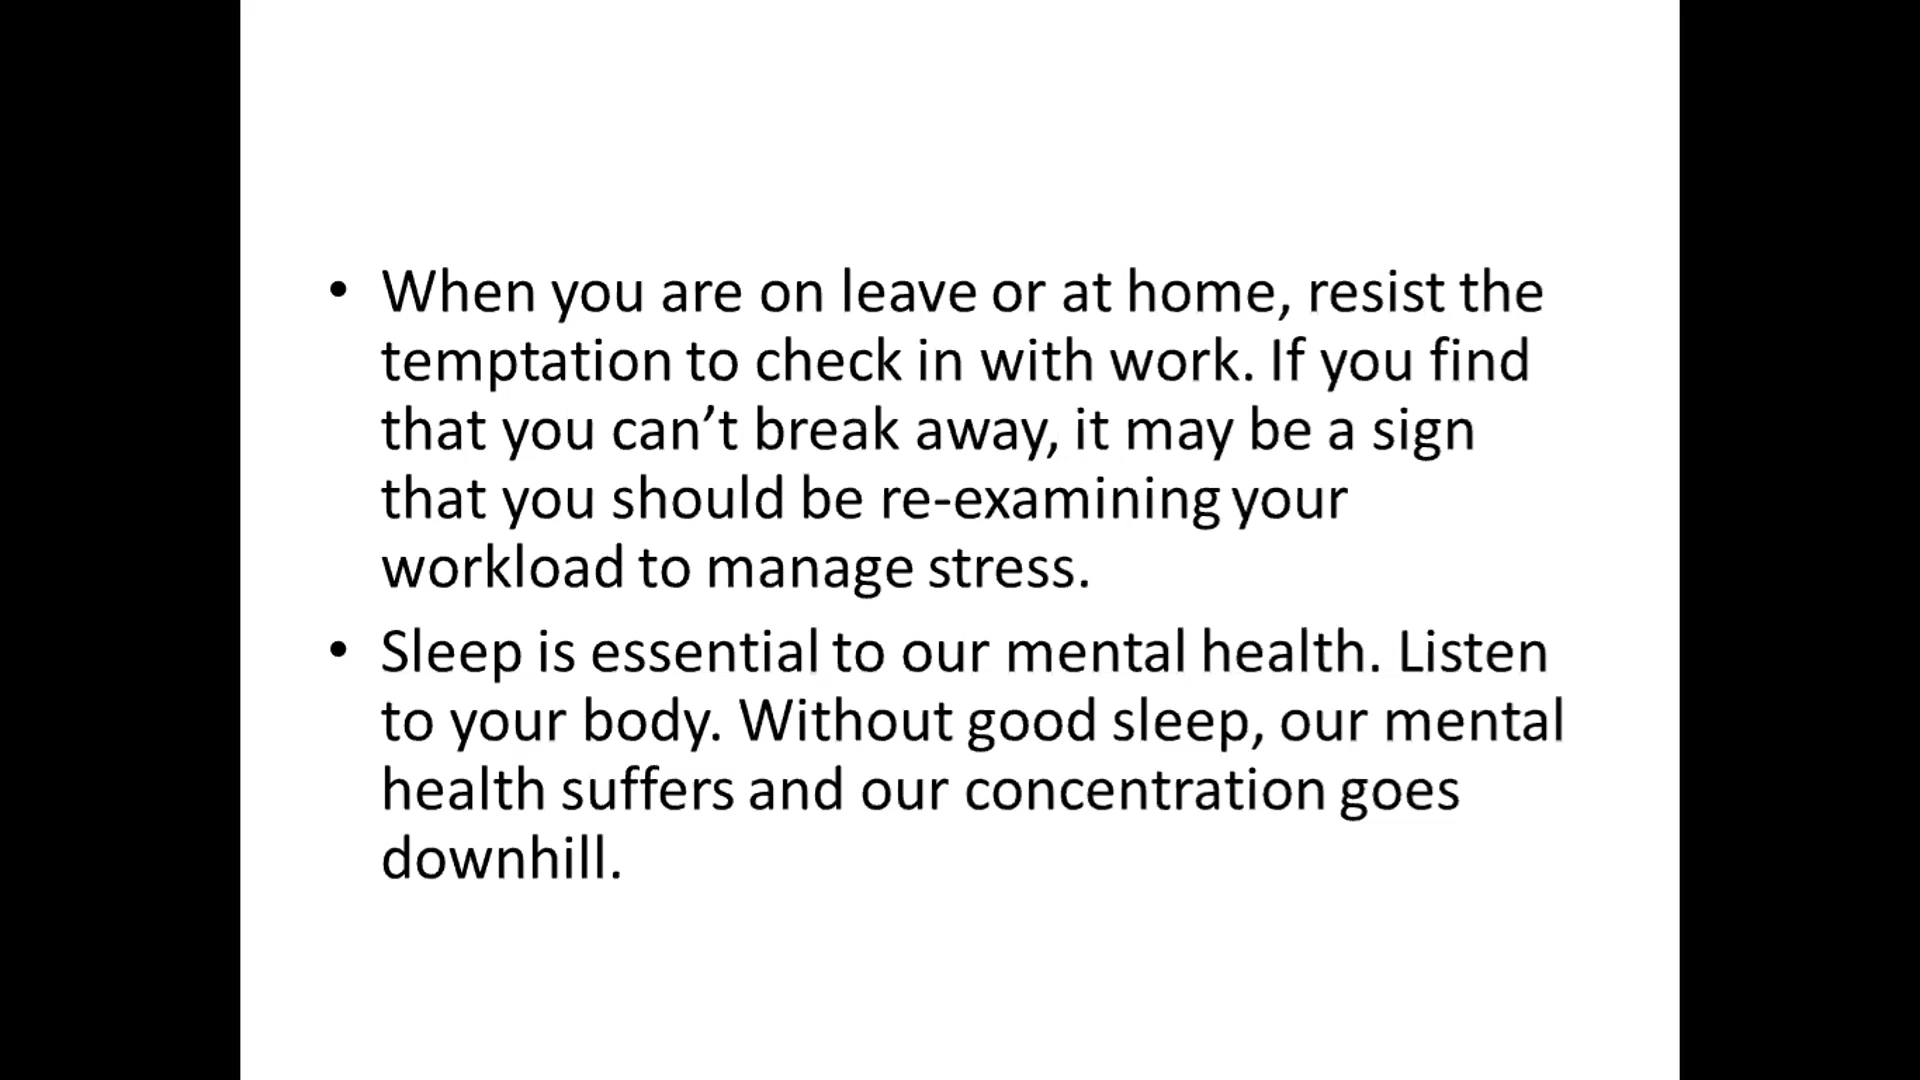 • When you are on leave or at home, resist the
temptation to check in with work. If you find
that you can’t break away, it may be a sign
that you should be re-examining your
workload to manage stress.
• Sleep is essential to our mental health. Listen
to your body. Without good sleep, our mental
health suffers and our concentration goes
downhill.